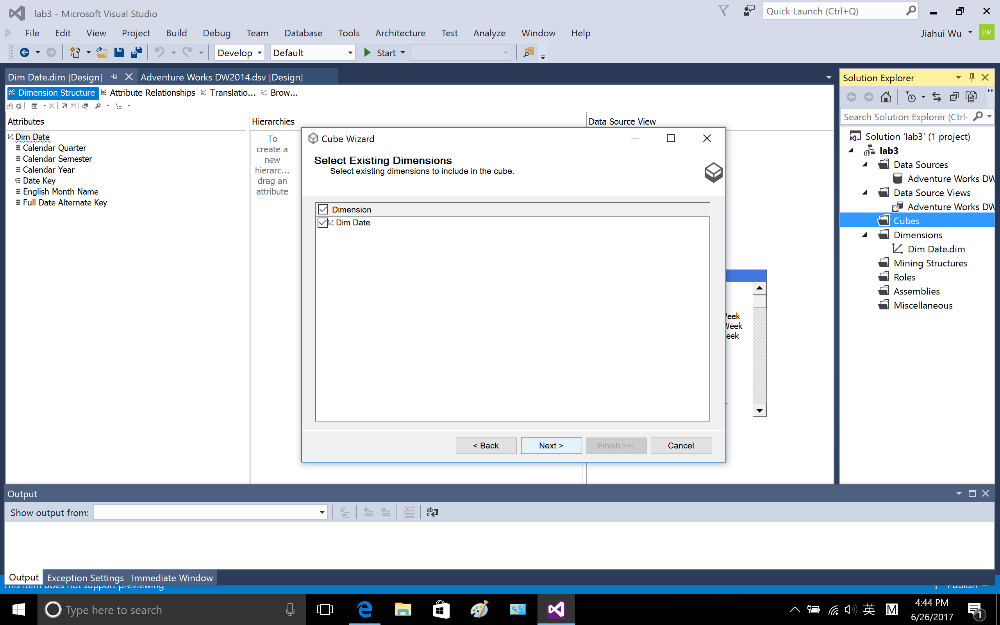 lab3 - Microsoft Visual Studio
Quick Launch (Ctrl+Q)
File Edit View Project Build Debug Team Database Tools Architecture Test Analyze Window Help
Jiahui Wu JW
Develop Default Start
Dim Date.dim [Design] Adventure Works DW2014.dsv [Design]
Dimension Structure Attribute Relationships Translatio... Brow...
Attributes
Dim Date
Calendar Quarter
Calendar Semester
Calendar Year
Date Key
English Month Name
Full Date Alternate Key
Hierarchies
To
create a
new
hierarc...
drag an
attribute
Data Source View
Week
eek
Cube Wizard
Select Existing Dimensions
Select existing dimensions to include in the cube.
Dimension
Dim Date
< Back Next > Finish >>| Cancel
Solution Explorer
Search Solution Explorer (Ctrl-
Solution 'lab3' (1 project)
lab3
Data Sources
Adventure Works DW
Data Source Views
Adventure Works DW
Cubes
Dimensions
Dim Date.dim
Mining Structures
Roles
Assemblies
Miscellaneous
Output
Show output from:
Output Exception Settings Immediate Window
This item does not support previewing
Publish
Type here to search
英 M
4:44 PM
6/26/2017
1